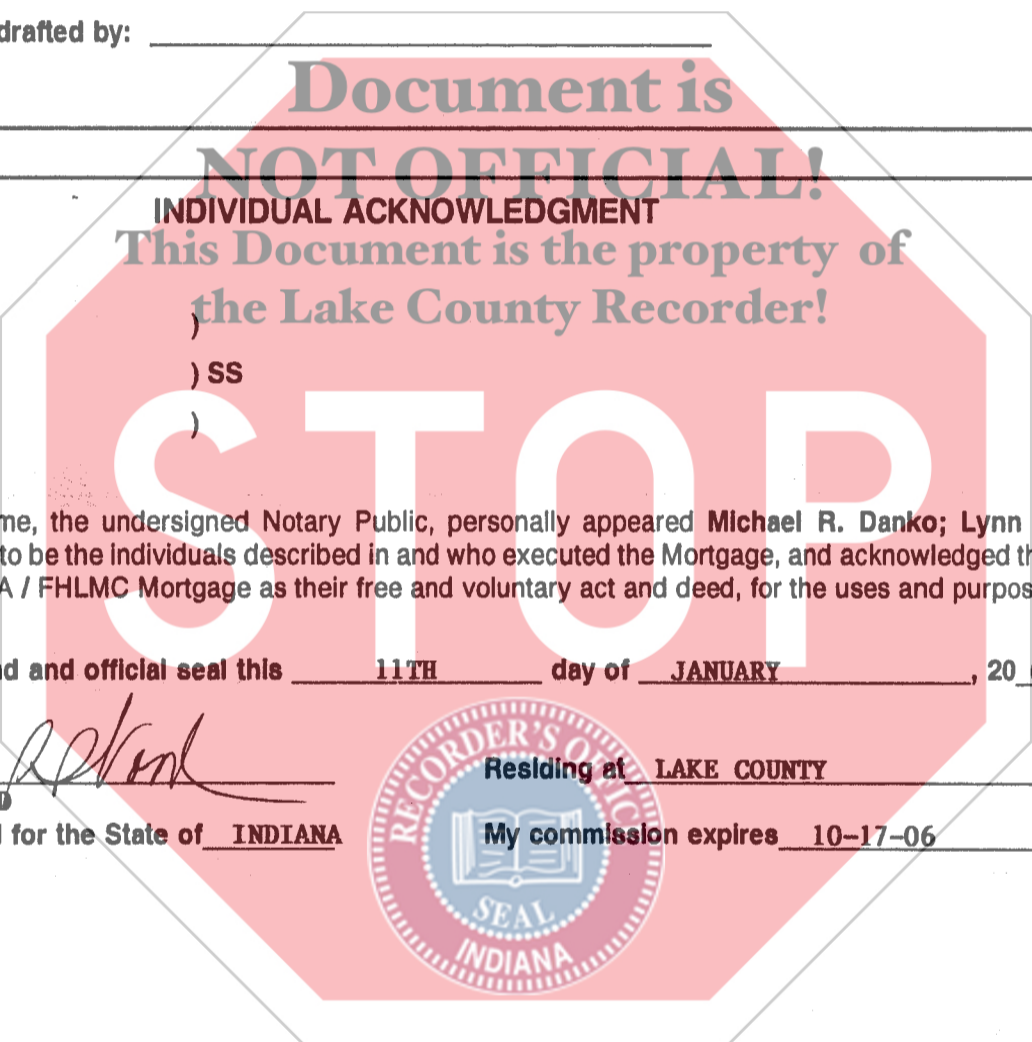 drafted by:
Document is
NOT OFFICIAL!
INDIVIDUAL ACKNOWLEDGMENT
This Document is the property of
the Lake County Recorder!
)
) SS
)
STOP
me, the undersigned Notary Public, personally appeared Michael R. Danko; Lynn
to be the individuals described in and who executed the Mortgage, and acknowledged th
A / FHLMC Mortgage as their free and voluntary act and deed, for the uses and purpos
nd and official seal this 11TH day of JANUARY, 20
Residing at LAKE COUNTY
for the State of INDIANA My commission expires 10-17-06
RECORDER'S OFFIC
SEAL
INDIANA